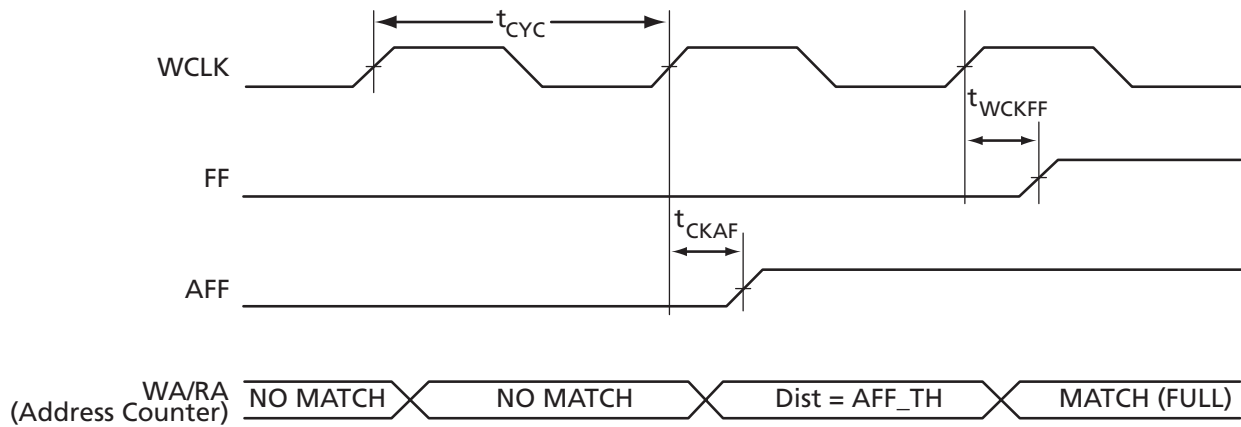 tCYC
WCLK
tWCKFF
FF
tCKAF
AFF
WA/RA
(Address Counter)
NO MATCH
NO MATCH
Dist = AFF_TH
MATCH (FULL)